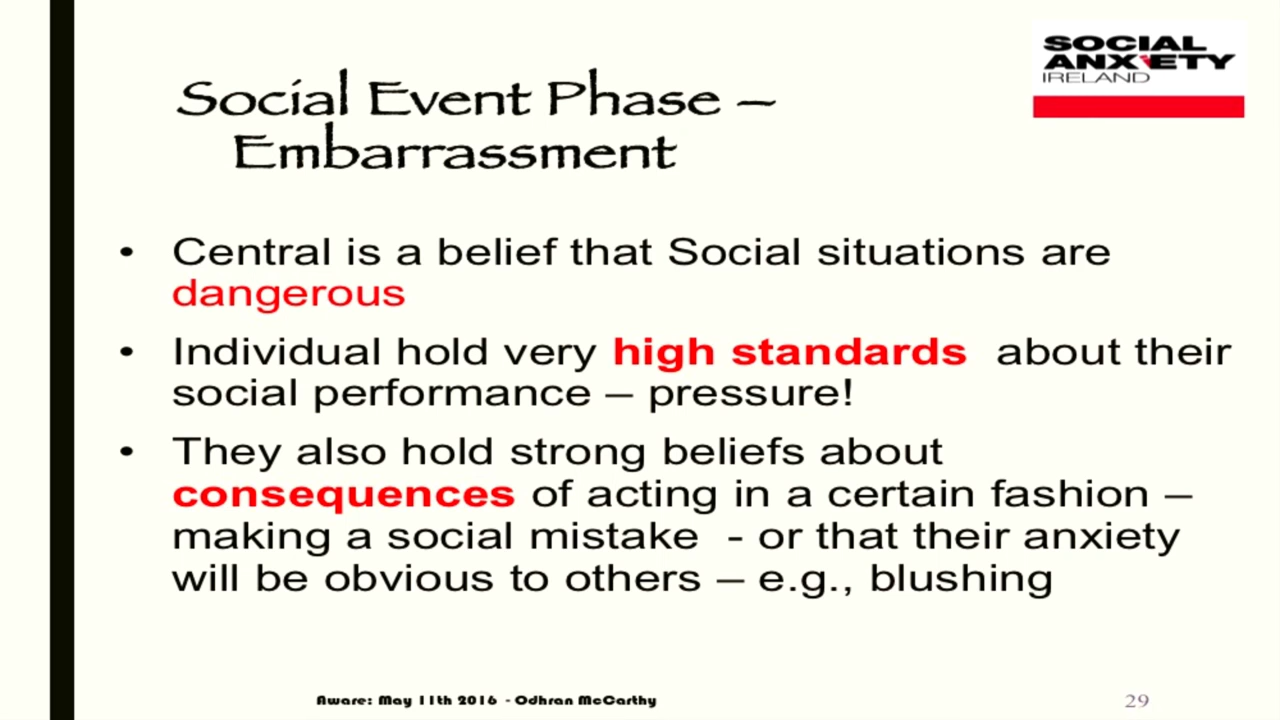 SOCIAL
ANXIETY
IRELAND
Social Event Phase –
Embarrassment
• Central is a belief that Social situations are
dangerous
• Individual hold very high standards about their
social performance – pressure!
• They also hold strong beliefs about
consequences of acting in a certain fashion –
making a social mistake - or that their anxiety
will be obvious to others – e.g., blushing
Aware: May 11th 2016 - Odhran McCarthy
29